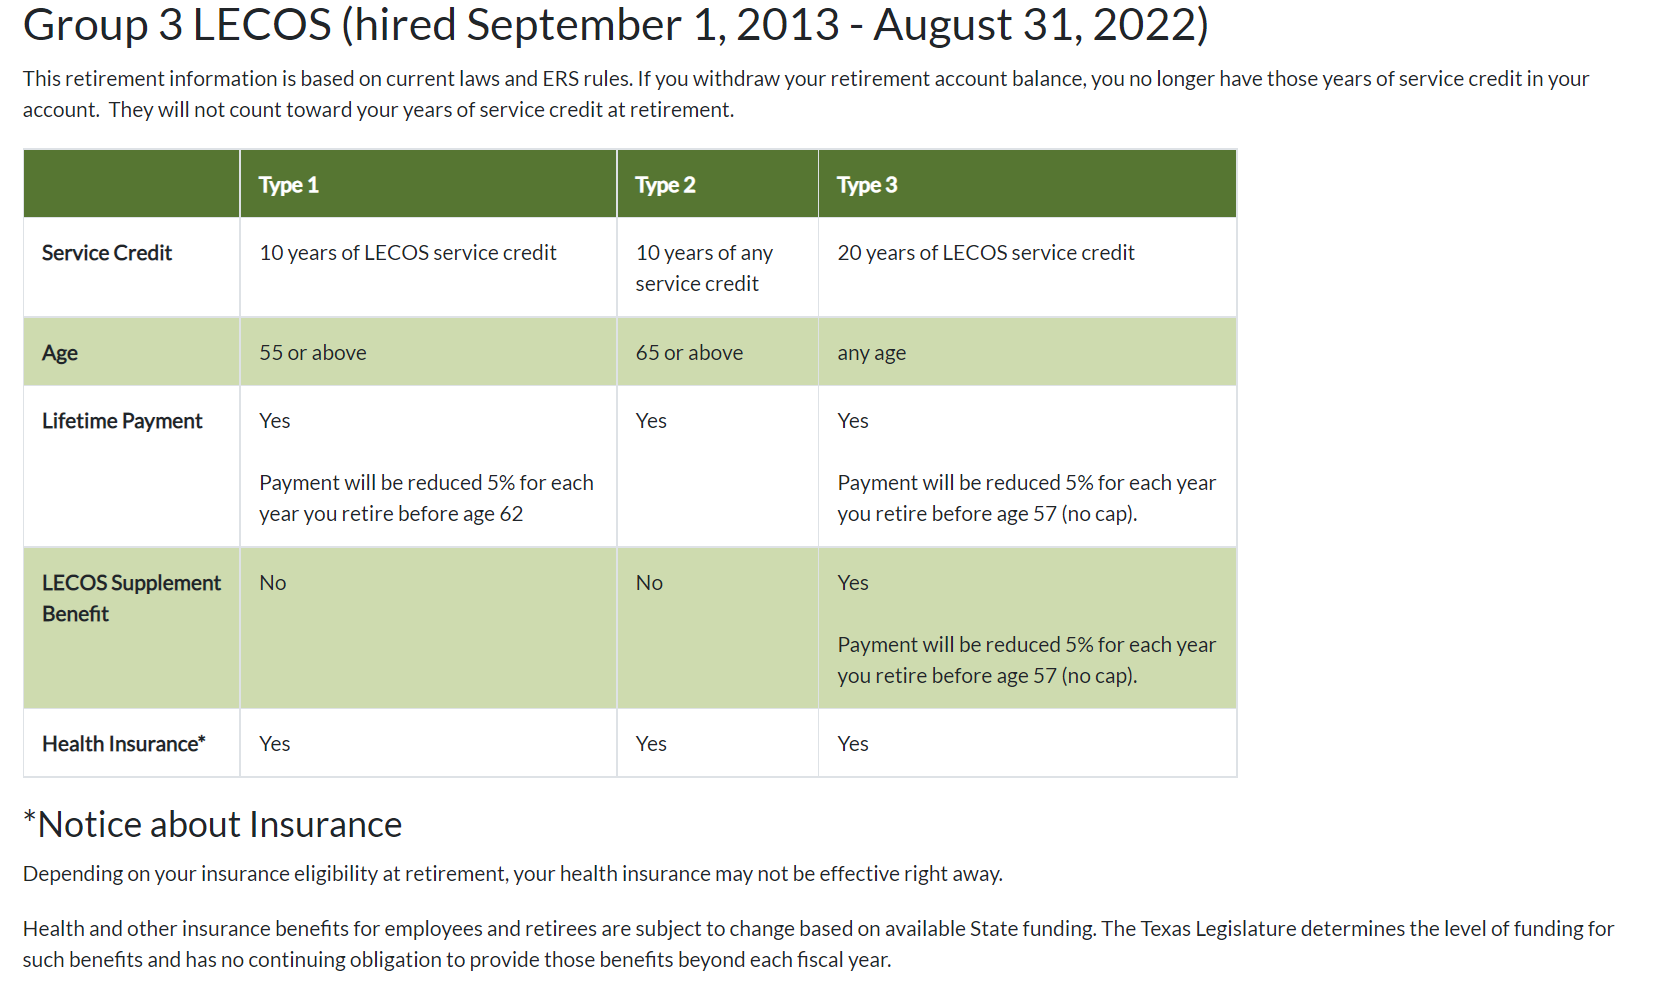 Group 3 LECOS (hired September 1, 2013 - August 31, 2022)
This retirement information is based on current laws and ERS rules. If you withdraw your retirement account balance, you no longer have those years of service credit in your
account.  They will not count toward your years of service credit at retirement.
Type 1 Type 2 Type 3
Service Credit 10 years of LECOS service credit 10 years of any 20 years of LECOS service credit
service credit
Age 55 or above 65 or above any age
Lifetime Payment Yes Yes Yes
Payment will be reduced 5% for each Payment will be reduced 5% for each year
year you retire before age 62 you retire before age 57 (no cap).
LECOS Supplement No No Yes
Benefit
Payment will be reduced 5% for each year
you retire before age 57 (no cap).
Health Insurance* Yes Yes Yes
*Notice about Insurance
Depending on your insurance eligibility at retirement, your health insurance may not be effective right away.
Health and other insurance benefits for employees and retirees are subject to change based on available State funding. The Texas Legislature determines the level of funding for
such benefits and has no continuing obligation to provide those benefits beyond each fiscal year.